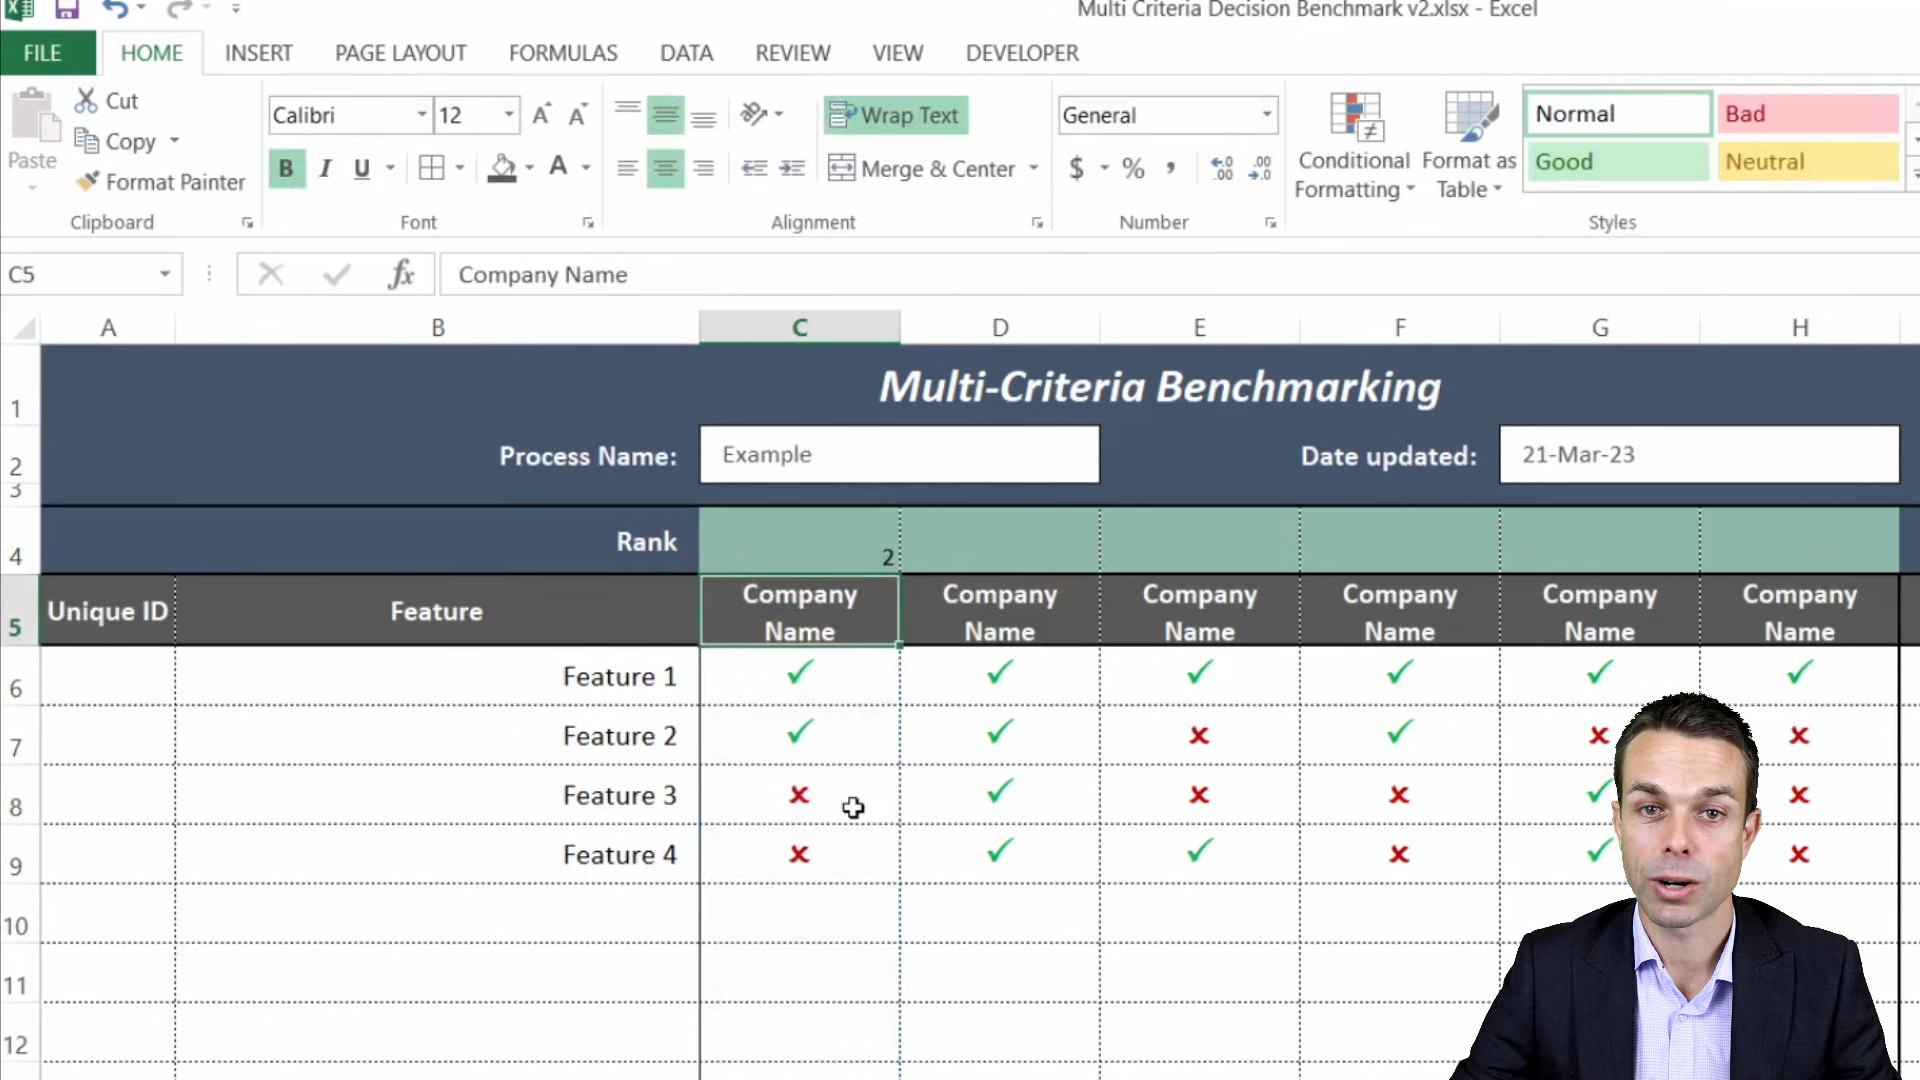 Multi Criteria Decision Benchmark v2.xlsx - Excel
FILE HOME INSERT PAGE LAYOUT FORMULAS DATA REVIEW VIEW DEVELOPER
Paste
Cut
Copy
Format Painter
Clipboard
Calibri 12
B I U A
Font
Wrap Text
Merge & Center
Alignment
General
$ % ,
Number
Conditional Formatting
Format as Table
Normal Bad
Good Neutral
Styles
C5 fx Company Name
A B C D E F G H
1 Multi-Criteria Benchmarking
2 Process Name: Example Date updated: 21-Mar-23
3
4 Rank 2
5 Unique ID Feature Company Name Company Name Company Name Company Name Company Name Company Name
6 Feature 1 ✓ ✓ ✓ ✓ ✓ ✓
7 Feature 2 ✓ ✓ ✗ ✓ ✗ ✗
8 Feature 3 ✗ ✓ ✗ ✗ ✓ ✗
9 Feature 4 ✗ ✓ ✓ ✗ ✓ ✗
10
11
12